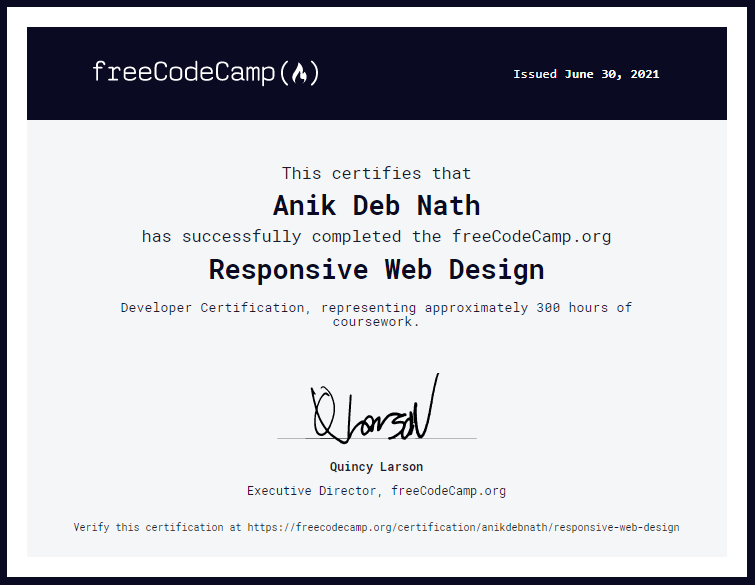 freeCodeCamp(🔥)
Issued June 30, 2021
This certifies that
Anik Deb Nath
has successfully completed the freeCodeCamp.org
Responsive Web Design
Developer Certification, representing approximately 300 hours of
coursework.
Quincy Larson
Executive Director, freeCodeCamp.org
Verify this certification at https://freecodecamp.org/certification/anikdebnath/responsive-web-design